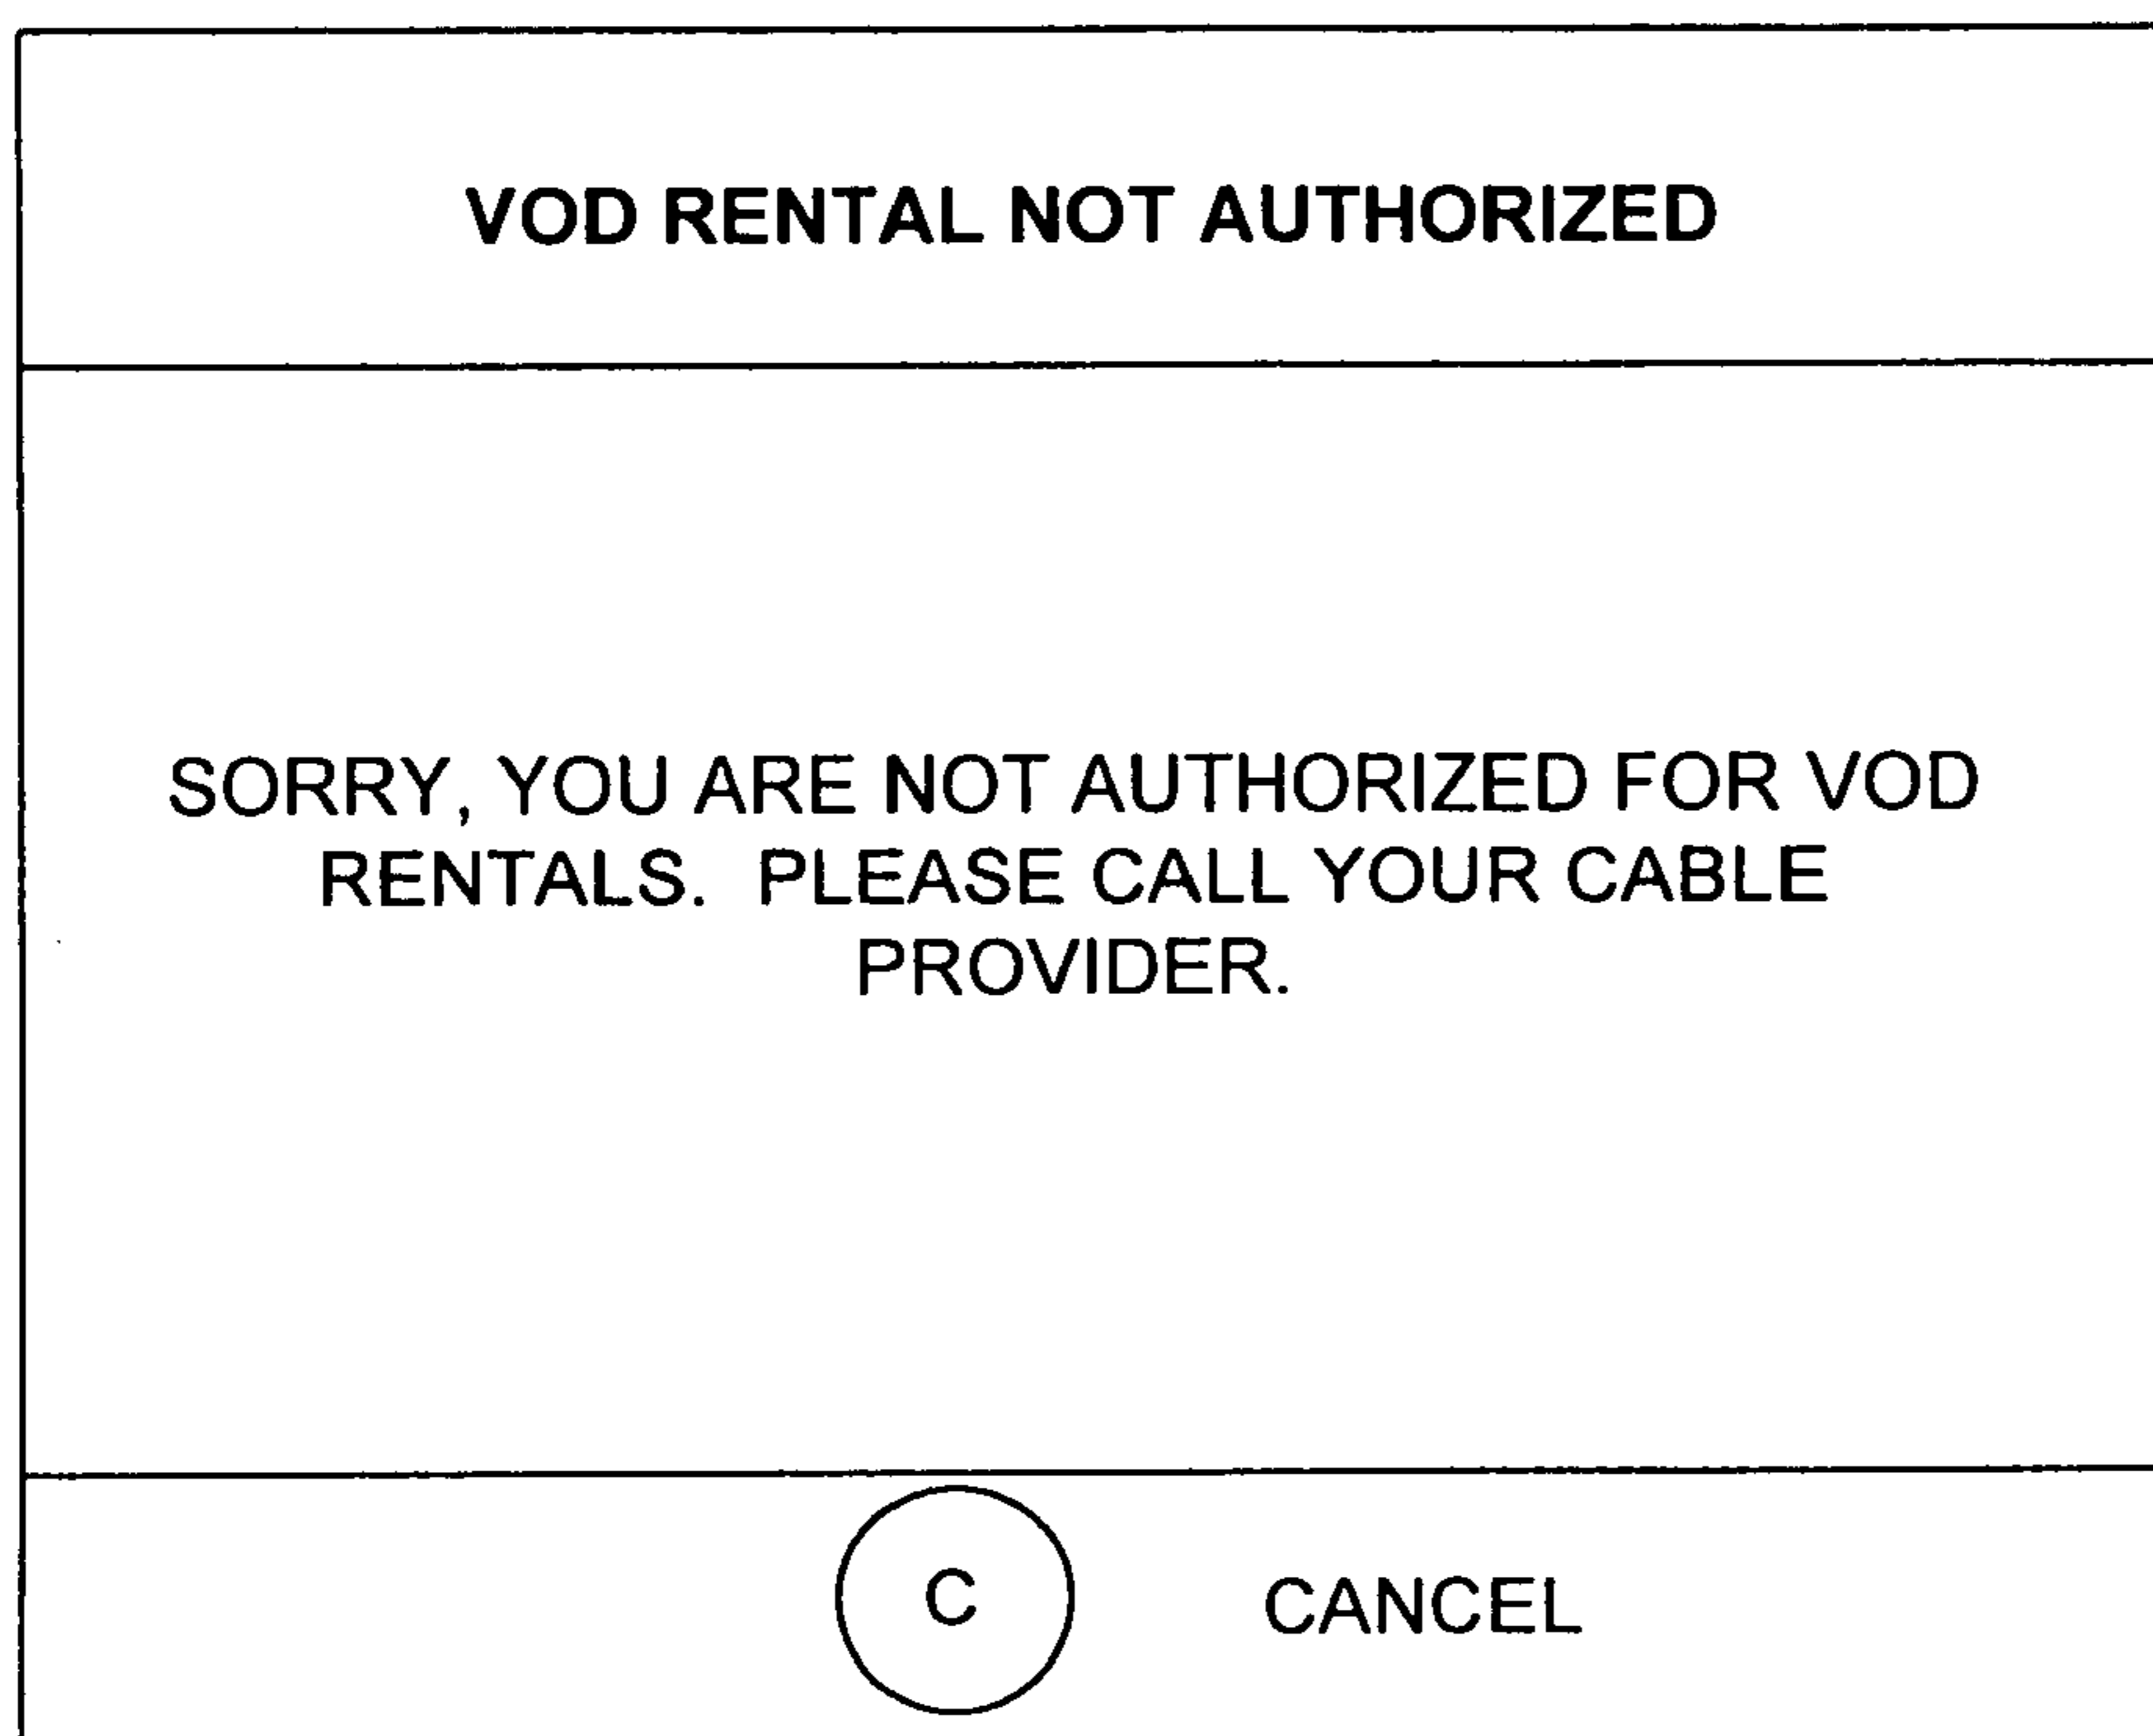 VOD RENTAL NOT AUTHORIZED
SORRY, YOU ARE NOT AUTHORIZED FOR VOD
RENTALS.  PLEASE CALL YOUR CABLE
PROVIDER.
C CANCEL